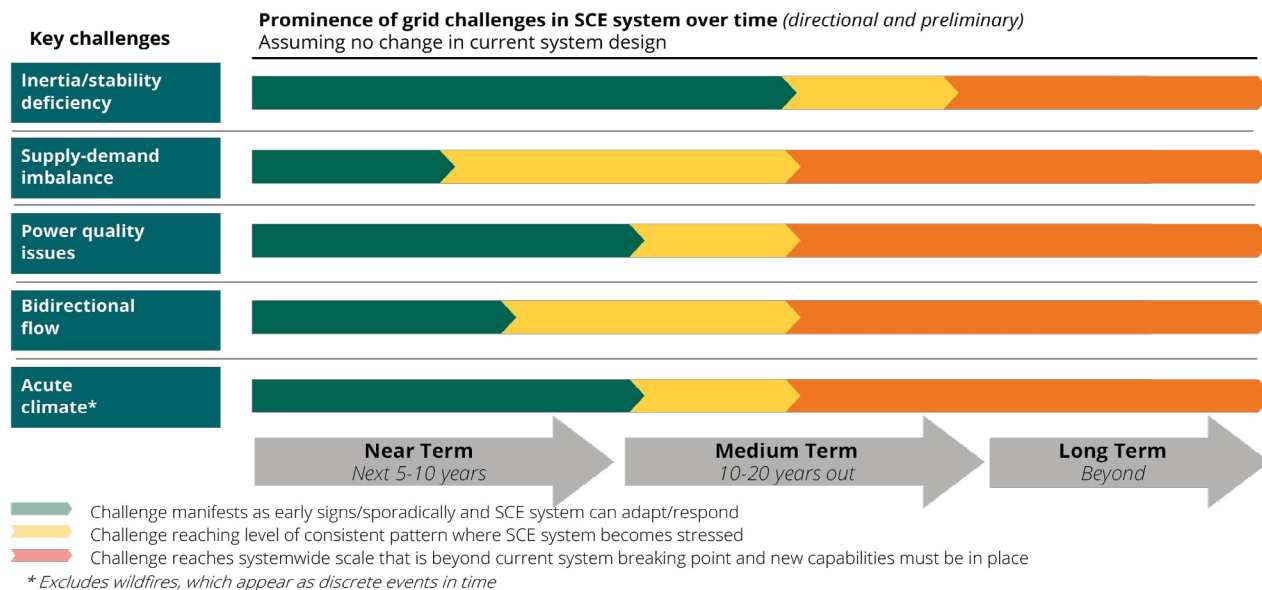 Key challenges
Prominence of grid challenges in SCE system over time (directional and preliminary)
Assuming no change in current system design
Inertia/stability
deficiency
Supply-demand
imbalance
Power quality
issues
Bidirectional
flow
Acute
climate*
Near Term
Next 5-10 years
Medium Term
10-20 years out
Long Term
Beyond
Challenge manifests as early signs/sporadically and SCE system can adapt/respond
Challenge reaching level of consistent pattern where SCE system becomes stressed
Challenge reaches systemwide scale that is beyond current system breaking point and new capabilities must be in place
* Excludes wildfires, which appear as discrete events in time